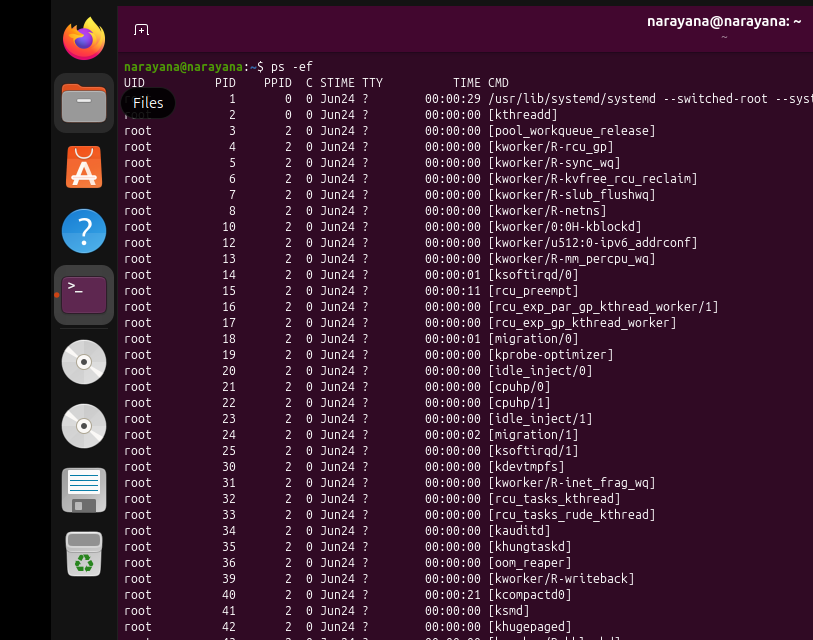 narayana@narayana: ~
~
narayana@narayana:~$ ps -ef
UID PID PPID C STIME TTY TIME CMD
Files
1 0 0 Jun24 ? 00:00:29 /usr/lib/systemd/systemd --switched-root --syst
root 2 0 0 Jun24 ? 00:00:00 [kthreadd]
root 3 2 0 Jun24 ? 00:00:00 [pool_workqueue_release]
root 4 2 0 Jun24 ? 00:00:00 [kworker/R-rcu_gp]
root 5 2 0 Jun24 ? 00:00:00 [kworker/R-sync_wq]
root 6 2 0 Jun24 ? 00:00:00 [kworker/R-kvfree_rcu_reclaim]
root 7 2 0 Jun24 ? 00:00:00 [kworker/R-slub_flushwq]
root 8 2 0 Jun24 ? 00:00:00 [kworker/R-netns]
root 10 2 0 Jun24 ? 00:00:00 [kworker/0:0H-kblockd]
root 12 2 0 Jun24 ? 00:00:00 [kworker/u512:0-ipv6_addrconf]
root 13 2 0 Jun24 ? 00:00:00 [kworker/R-mm_percpu_wq]
root 14 2 0 Jun24 ? 00:00:01 [ksoftirqd/0]
root 15 2 0 Jun24 ? 00:00:11 [rcu_preempt]
root 16 2 0 Jun24 ? 00:00:00 [rcu_exp_par_gp_kthread_worker/1]
root 17 2 0 Jun24 ? 00:00:00 [rcu_exp_gp_kthread_worker]
root 18 2 0 Jun24 ? 00:00:01 [migration/0]
root 19 2 0 Jun24 ? 00:00:00 [kprobe-optimizer]
root 20 2 0 Jun24 ? 00:00:00 [idle_inject/0]
root 21 2 0 Jun24 ? 00:00:00 [cpuhp/0]
root 22 2 0 Jun24 ? 00:00:00 [cpuhp/1]
root 23 2 0 Jun24 ? 00:00:00 [idle_inject/1]
root 24 2 0 Jun24 ? 00:00:02 [migration/1]
root 25 2 0 Jun24 ? 00:00:00 [ksoftirqd/1]
root 30 2 0 Jun24 ? 00:00:00 [kdevtmpfs]
root 31 2 0 Jun24 ? 00:00:00 [kworker/R-inet_frag_wq]
root 32 2 0 Jun24 ? 00:00:00 [rcu_tasks_kthread]
root 33 2 0 Jun24 ? 00:00:00 [rcu_tasks_rude_kthread]
root 34 2 0 Jun24 ? 00:00:00 [kauditd]
root 35 2 0 Jun24 ? 00:00:00 [khungtaskd]
root 36 2 0 Jun24 ? 00:00:00 [oom_reaper]
root 39 2 0 Jun24 ? 00:00:00 [kworker/R-writeback]
root 40 2 0 Jun24 ? 00:00:21 [kcompactd0]
root 41 2 0 Jun24 ? 00:00:00 [ksmd]
root 42 2 0 Jun24 ? 00:00:00 [khugepaged]